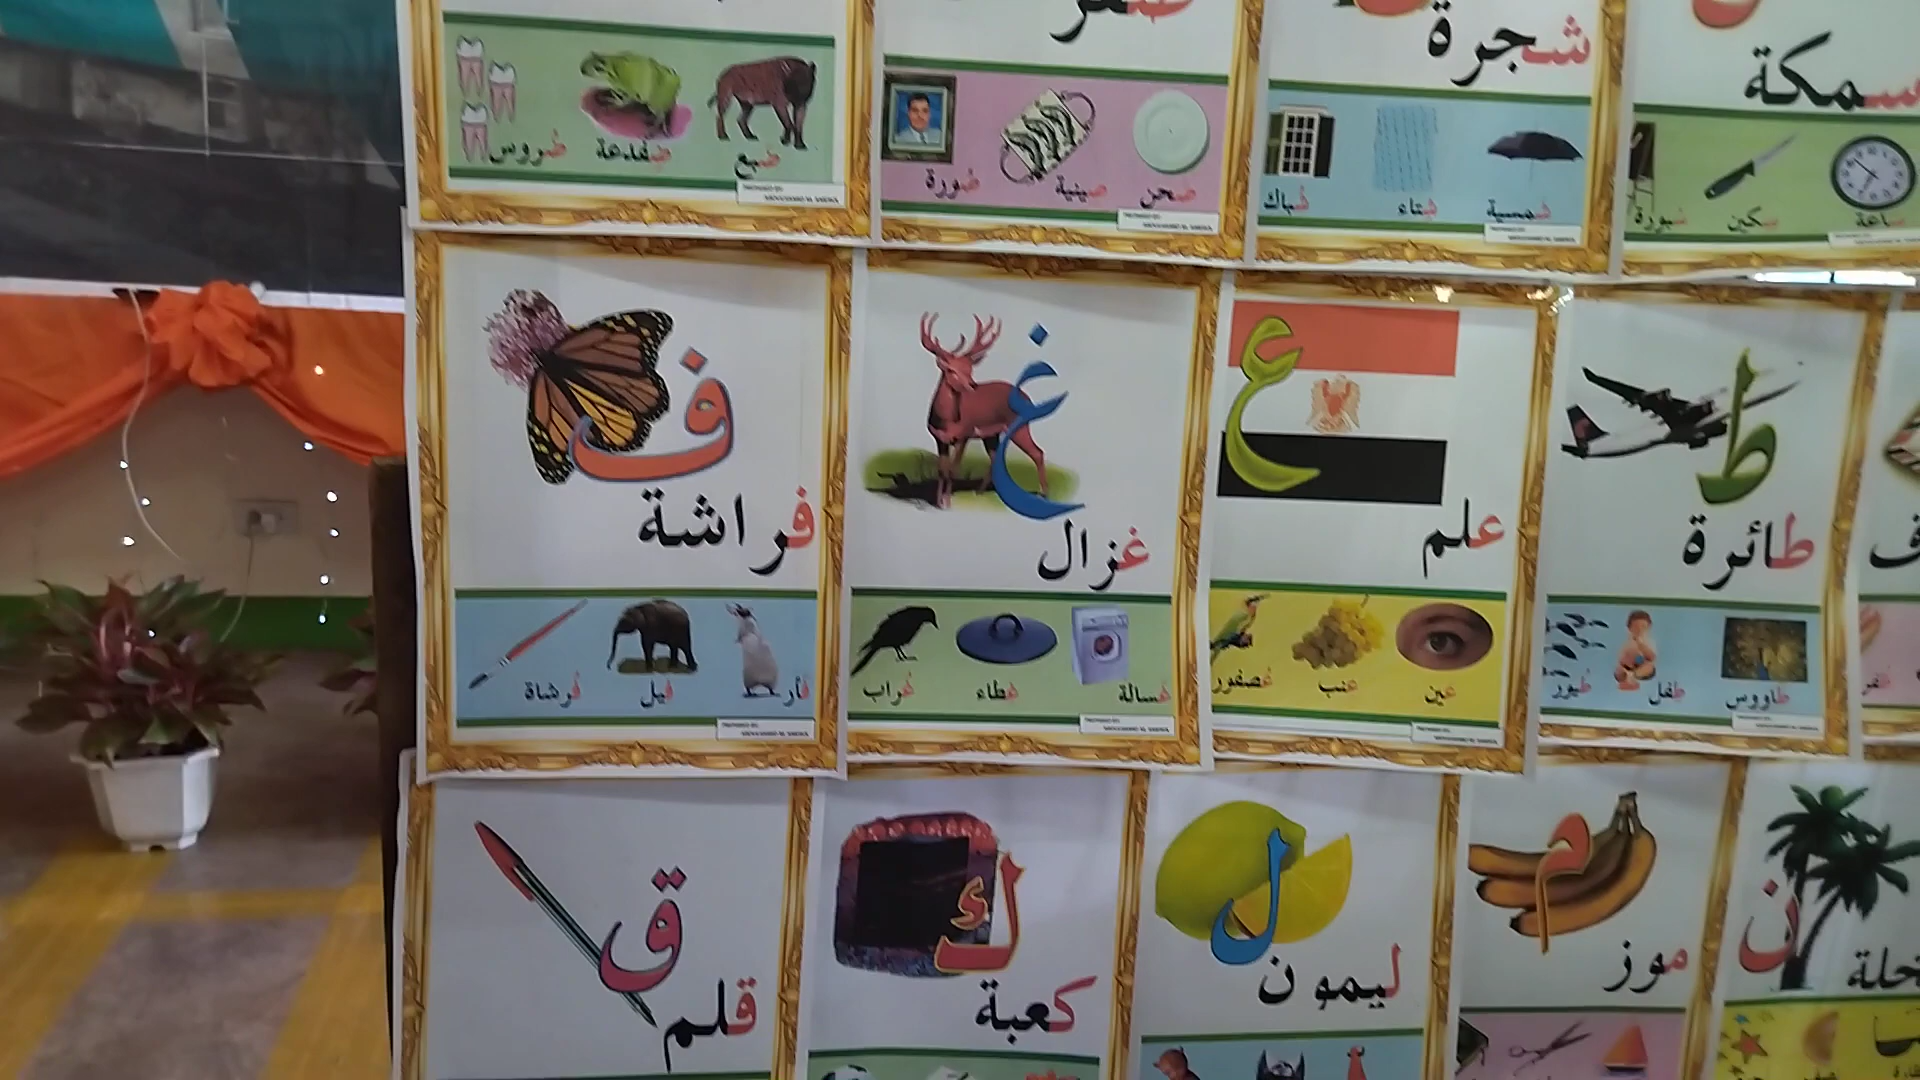 سمكة
ساعة
سكين
سبورة
شجرة
شمسية
شتاء
شباك
صحن
صينية
صورة
ضبع
ضفدعة
ضروس
ط
طائرة
طاووس
طفل
طيور
ع
علم
عين
عنب
عصفور
غ
غزال
غسالة
غطاء
غراب
ف
فراشة
فأر
فيل
فرشاة
ن
م
موز
ل
ليمون
ك
كعبة
ق
قلم